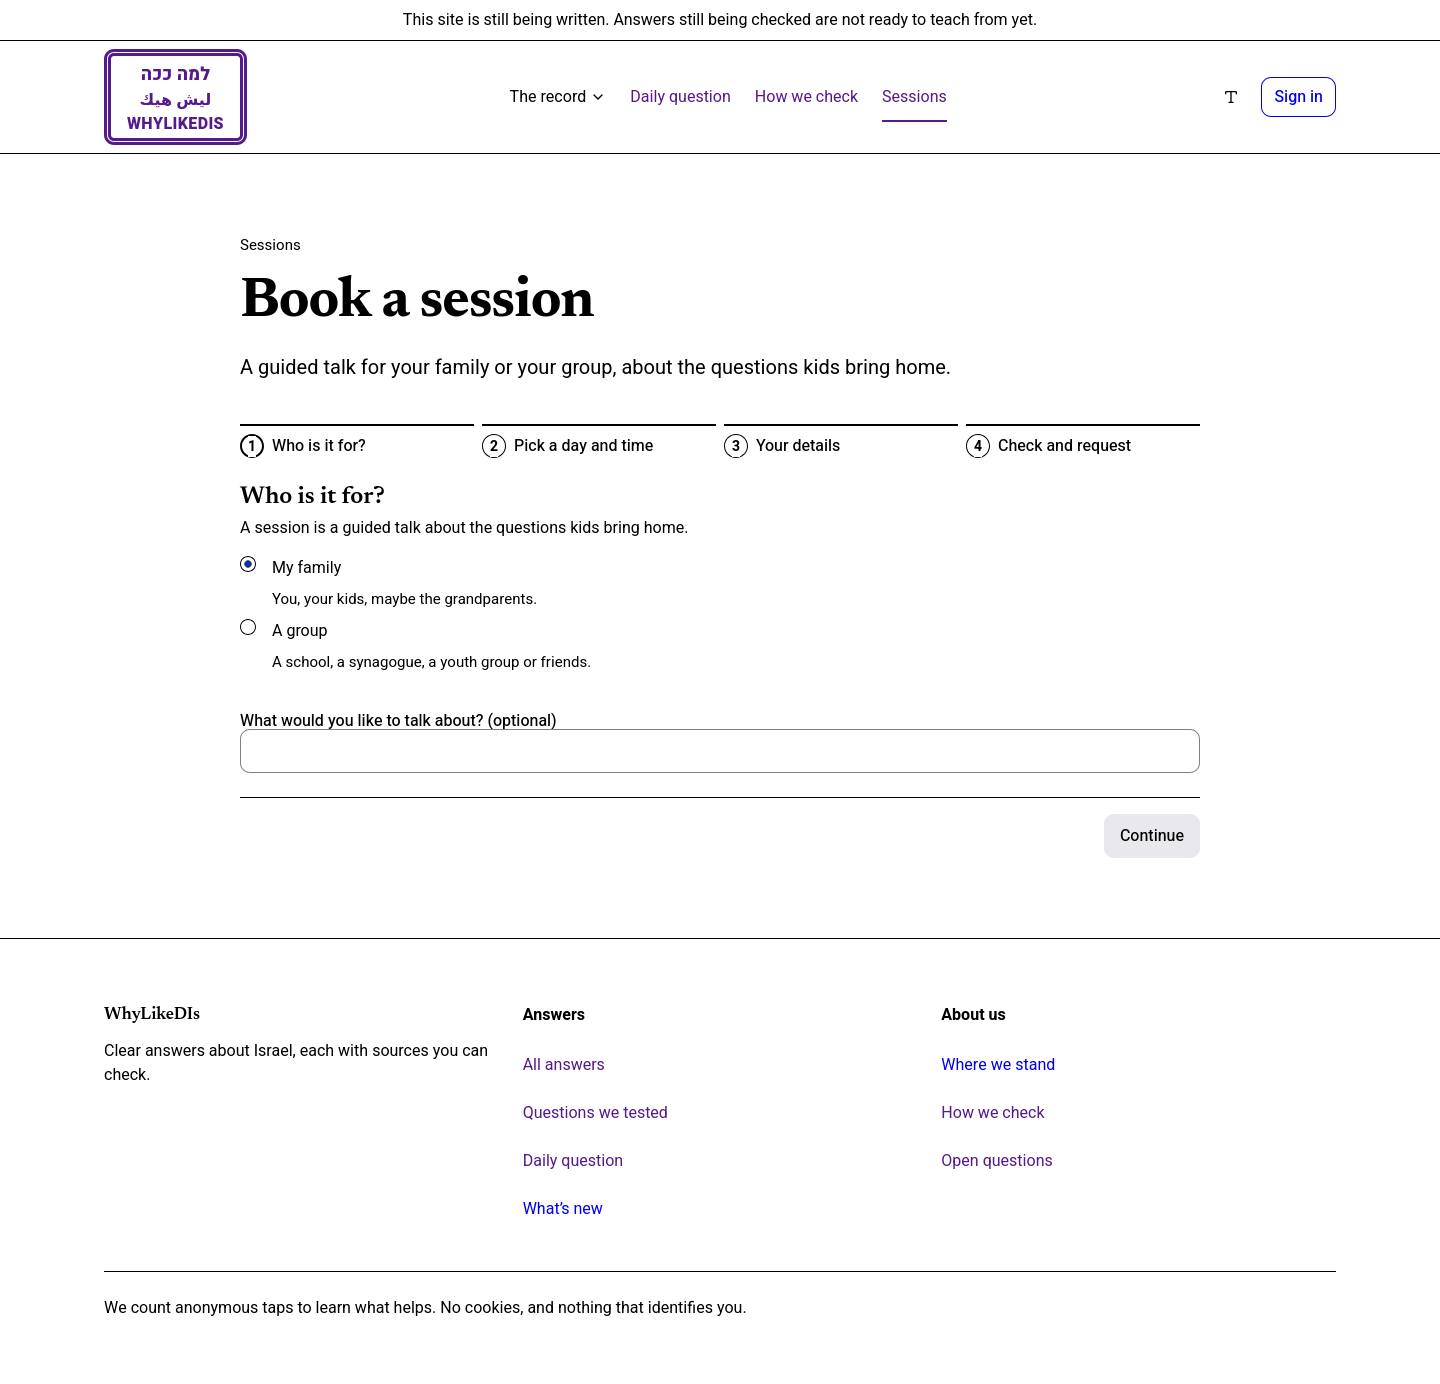 This site is still being written. Answers still being checked are not ready to teach from yet.
למה ככה
ليش هيك
WHYLIKEDIS
The record
Daily question
How we check
Sessions
T
Sign in
Sessions
Book a session
A guided talk for your family or your group, about the questions kids bring home.
1 Who is it for?
2 Pick a day and time
3 Your details
4 Check and request
Who is it for?
A session is a guided talk about the questions kids bring home.
My family
You, your kids, maybe the grandparents.
A group
A school, a synagogue, a youth group or friends.
What would you like to talk about? (optional)
Continue
WhyLikeDIs
Clear answers about Israel, each with sources you can
check.
Answers
All answers
Questions we tested
Daily question
What’s new
About us
Where we stand
How we check
Open questions
We count anonymous taps to learn what helps. No cookies, and nothing that identifies you.